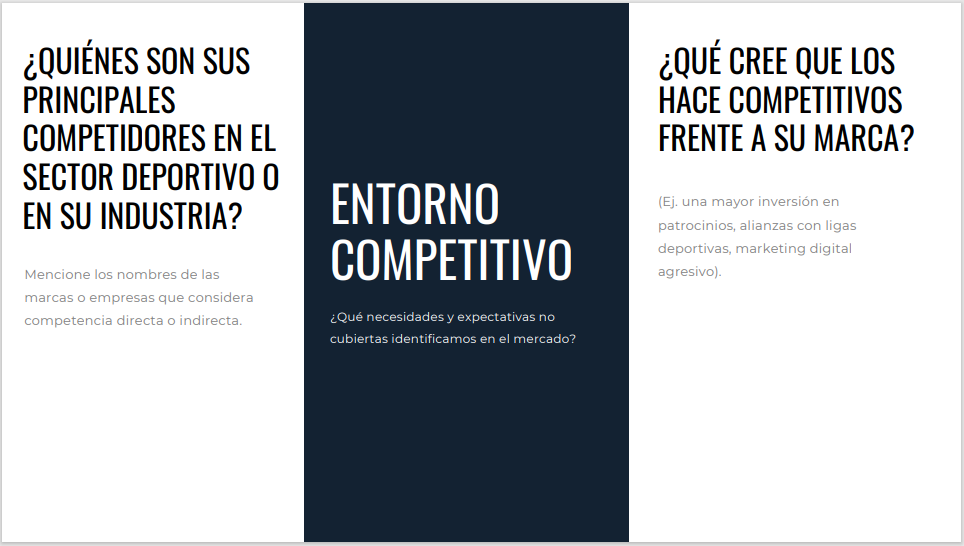 ¿QUIÉNES SON SUS
PRINCIPALES
COMPETIDORES EN EL
SECTOR DEPORTIVO O
EN SU INDUSTRIA?
Mencione los nombres de las
marcas o empresas que considera
competencia directa o indirecta.
ENTORNO
COMPETITIVO
¿Qué necesidades y expectativas no
cubiertas identificamos en el mercado?
¿QUÉ CREE QUE LOS
HACE COMPETITIVOS
FRENTE A SU MARCA?
(Ej. una mayor inversión en
patrocinios, alianzas con ligas
deportivas, marketing digital
agresivo).